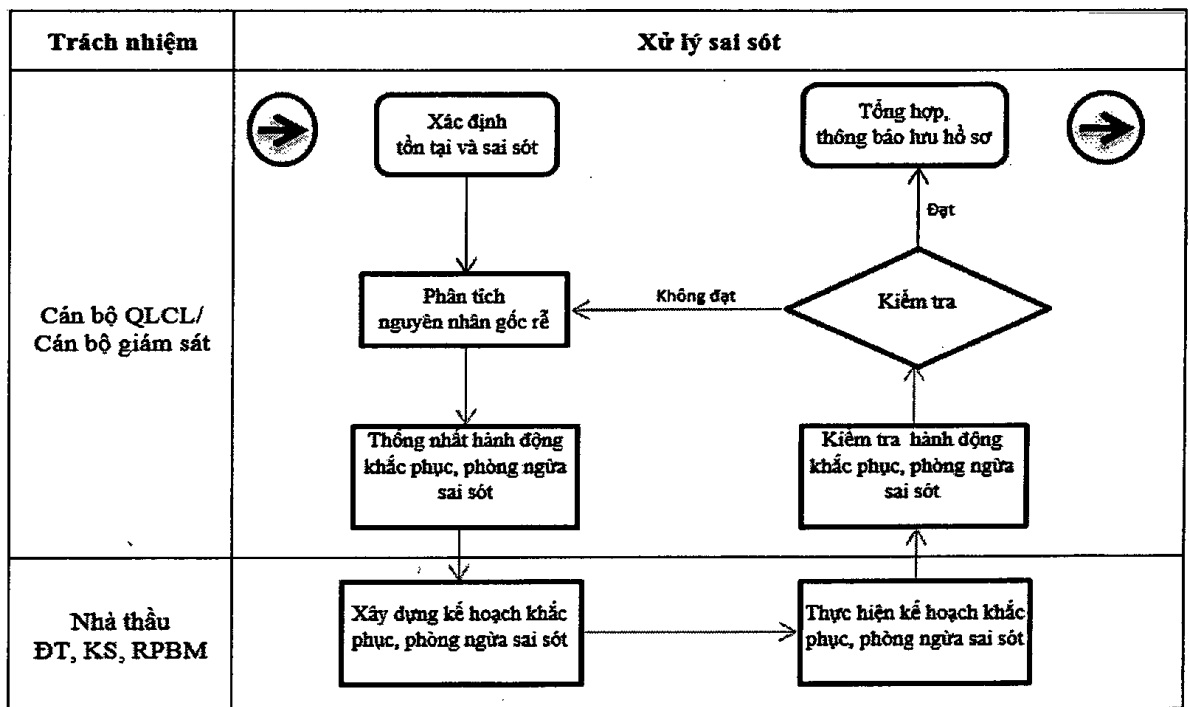 Trách nhiệm
Xử lý sai sót
Xác định
tồn tại và sai sót
Tổng hợp,
thông báo lưu hồ sơ
Đạt
Cán bộ QLCL/
Cán bộ giám sát
Phân tích
nguyên nhân gốc rễ
Không đạt
Kiểm tra
Thống nhất hành động
khắc phục, phòng ngừa
sai sót
Kiểm tra hành động
khắc phục, phòng ngừa
sai sót
Nhà thầu
ĐT, KS, RPBM
Xây dựng kế hoạch khắc
phục, phòng ngừa sai sót
Thực hiện kế hoạch khắc
phục, phòng ngừa sai sót